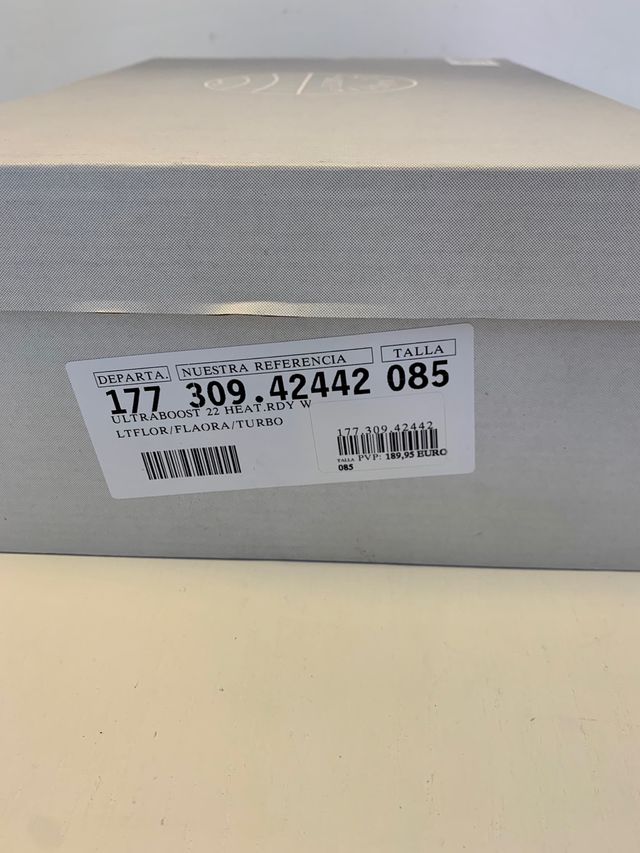 DEPARTA. NUESTRA REFERENCIA TALLA
177 309.42442 085
ULTRABOOST 22 HEAT.RDY W
LTFLOR/FLAORA/TURBO
177.309.42442
TALLA PVP: 189,95 EURO
085